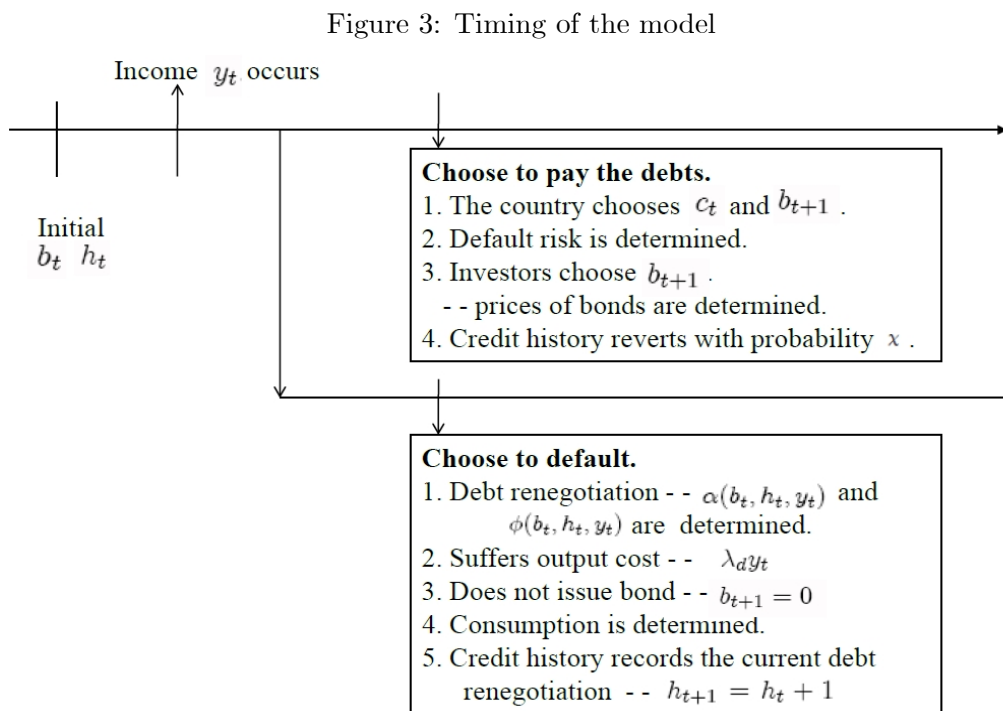 Figure 3: Timing of the model
Income y_t occurs
Initial
b_t h_t
Choose to pay the debts.
1. The country chooses c_t and b_{t+1} .
2. Default risk is determined.
3. Investors choose b_{t+1} .
- - prices of bonds are determined.
4. Credit history reverts with probability x .
Choose to default.
1. Debt renegotiation - - α(b_t, h_t, y_t) and
ϕ(b_t, h_t, y_t) are determined.
2. Suffers output cost - - λ_d y_t
3. Does not issue bond - - b_{t+1} = 0
4. Consumption is determined.
5. Credit history records the current debt
renegotiation - - h_{t+1} = h_t + 1